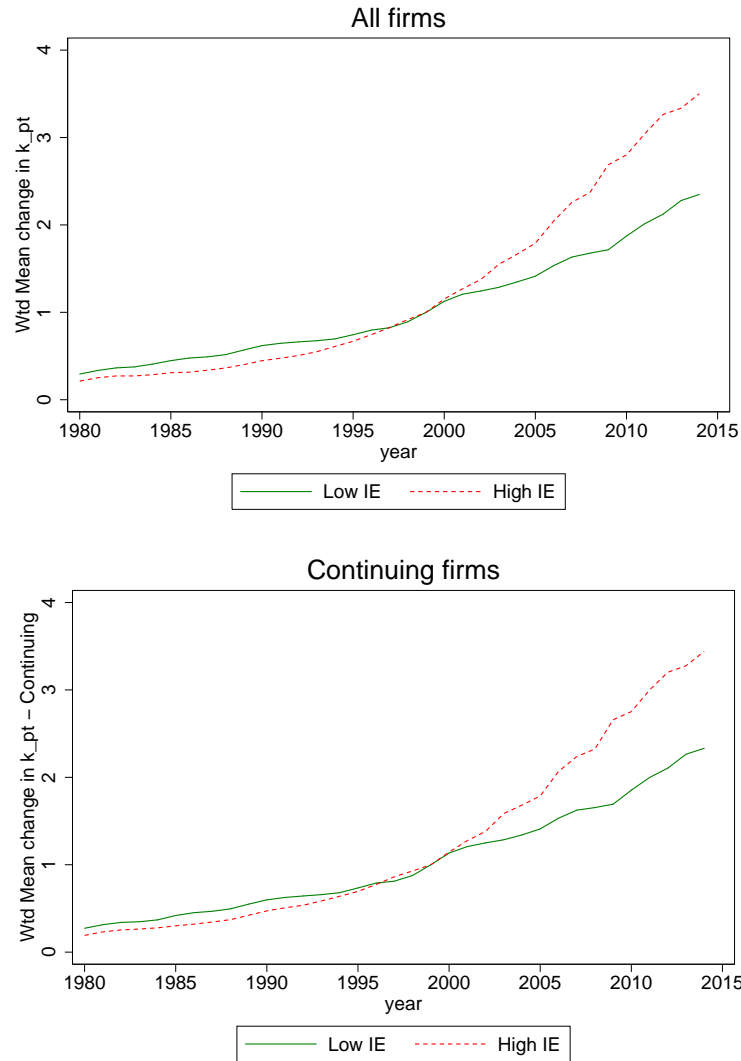 All firms
Wtd Mean change in k_pt
4
3
2
1
0
1980 1985 1990 1995 2000 2005 2010 2015
year
Low IE High IE
Continuing firms
Wtd Mean change in k_pt − Continuing
4
3
2
1
0
1980 1985 1990 1995 2000 2005 2010 2015
year
Low IE High IE